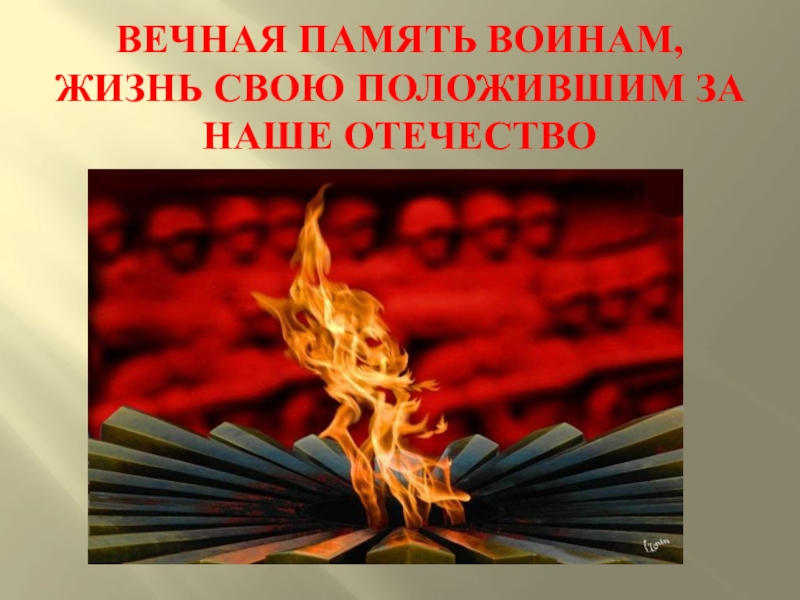 ВЕЧНАЯ ПАМЯТЬ ВОИНАМ,
ЖИЗНЬ СВОЮ ПОЛОЖИВШИМ ЗА
НАШЕ ОТЕЧЕСТВО